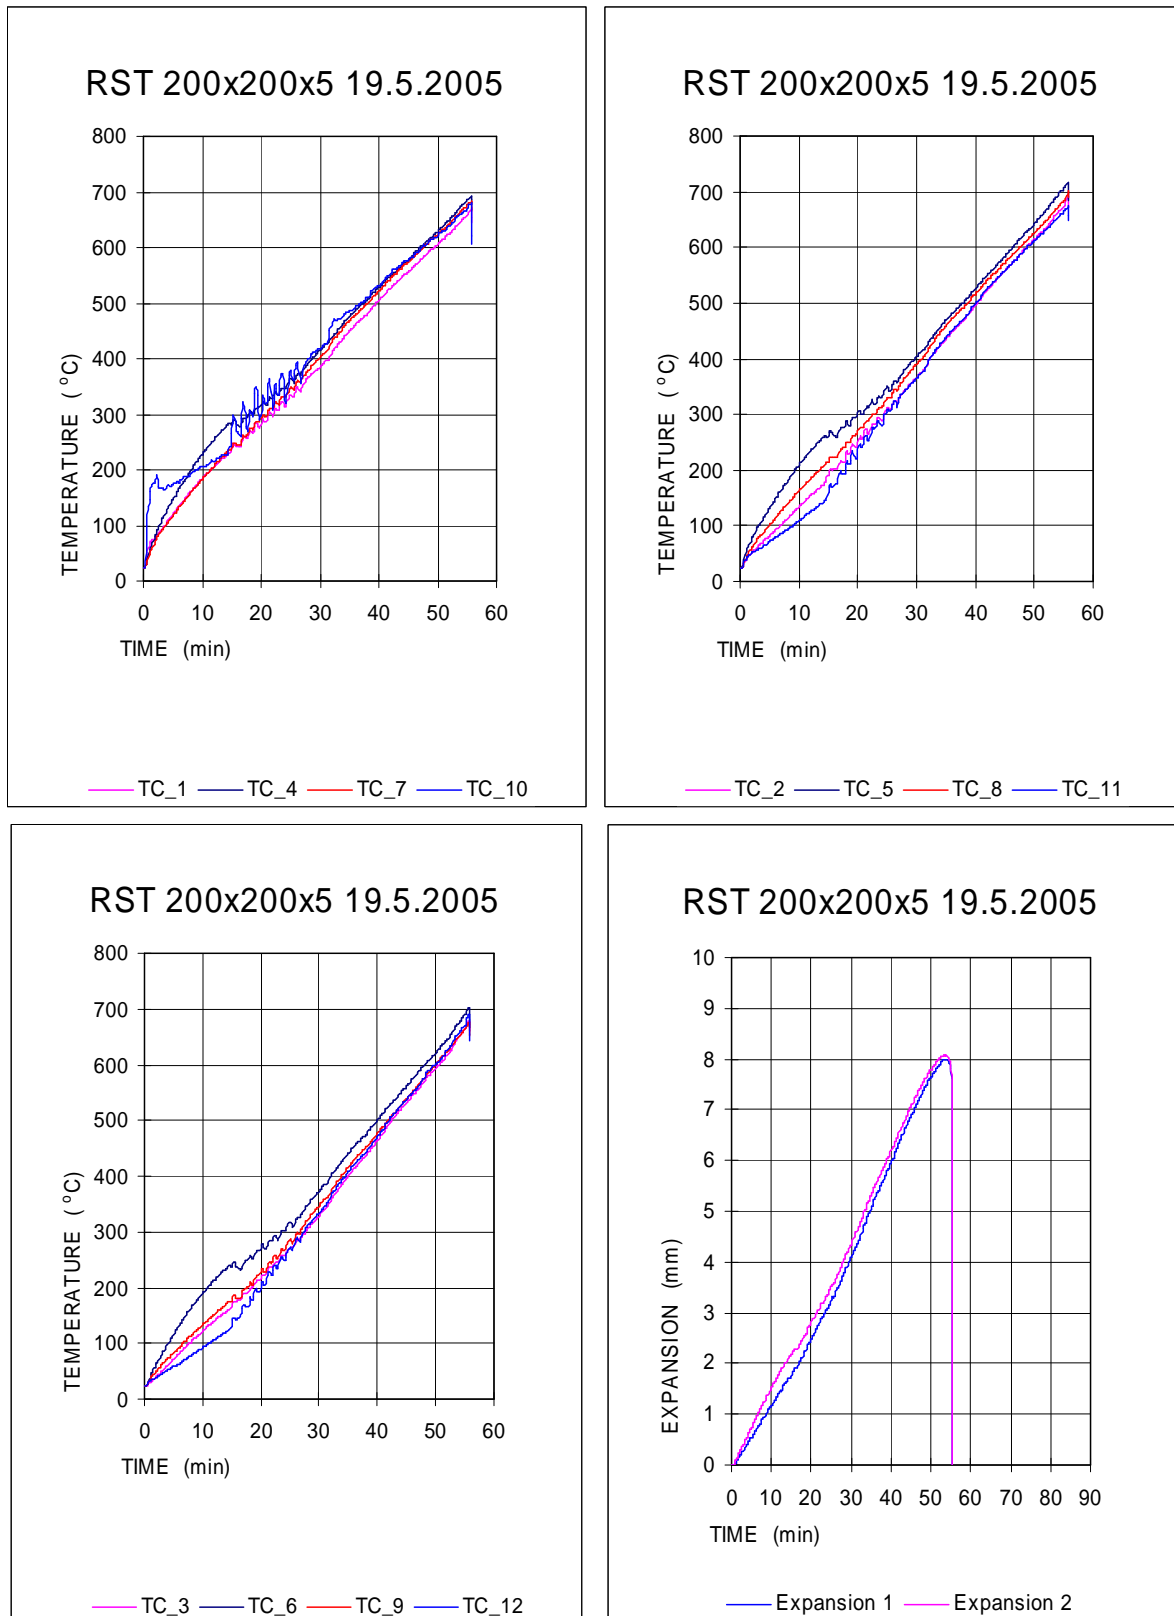 RST 200x200x5 19.5.2005
800
700
600
500
400
300
200
100
0
TEMPERATURE (°C)
0 10 20 30 40 50 60
TIME (min)
TC_1 TC_4 TC_7 TC_10
RST 200x200x5 19.5.2005
800
700
600
500
400
300
200
100
0
TEMPERATURE (°C)
0 10 20 30 40 50 60
TIME (min)
TC_2 TC_5 TC_8 TC_11
RST 200x200x5 19.5.2005
800
700
600
500
400
300
200
100
0
TEMPERATURE (°C)
0 10 20 30 40 50 60
TIME (min)
TC_3 TC_6 TC_9 TC_12
RST 200x200x5 19.5.2005
10
9
8
7
6
5
4
3
2
1
0
EXPANSION (mm)
0 10 20 30 40 50 60 70 80 90
TIME (min)
Expansion 1 Expansion 2